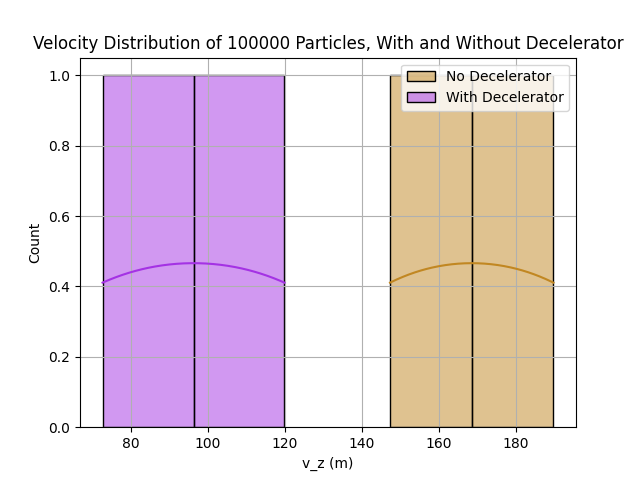 Velocity Distribution of 100000 Particles, With and Without Decelerator
No Decelerator
With Decelerator
1.0
0.8
0.6
0.4
0.2
0.0
Count
80 100 120 140 160 180
v_z (m)